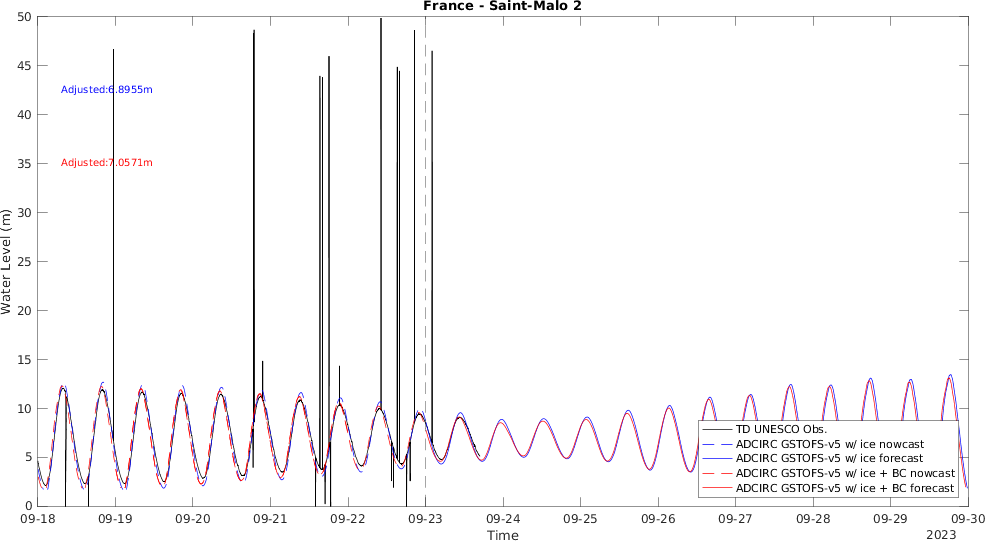 France - Saint-Malo 2
50
45
40
35
30
25
20
15
10
5
0
Water Level (m)
Adjusted:6.8955m
Adjusted:7.0571m
TD UNESCO Obs.
ADCIRC GSTOFS-v5 w/ ice nowcast
ADCIRC GSTOFS-v5 w/ ice forecast
ADCIRC GSTOFS-v5 w/ ice + BC nowcast
ADCIRC GSTOFS-v5 w/ ice + BC forecast
09-18 09-19 09-20 09-21 09-22 09-23 09-24 09-25 09-26 09-27 09-28 09-29 09-30
Time
2023